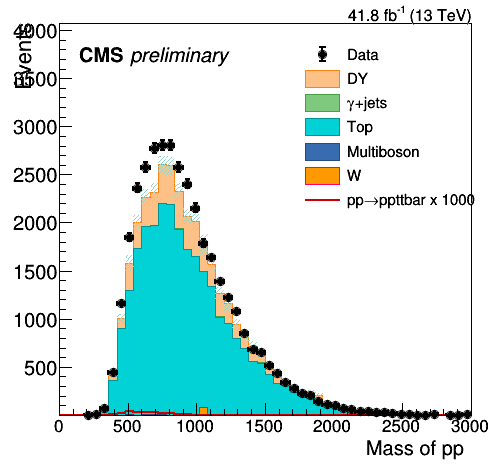 41.8 fb⁻¹ (13 TeV)
Events
CMS preliminary
4000
3500
3000
2500
2000
1500
1000
500
Data
DY
γ+jets
Top
Multiboson
W
pp→ppttbar x 1000
0 500 1000 1500 2000 2500 3000
Mass of pp